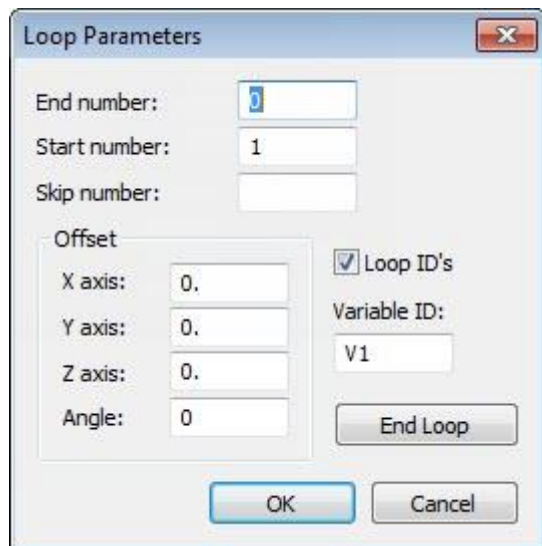 Loop Parameters
End number: 0
Start number: 1
Skip number:
Offset
X axis: 0.
Y axis: 0.
Z axis: 0.
Angle: 0
Loop ID's
Variable ID:
V1
End Loop
OK Cancel